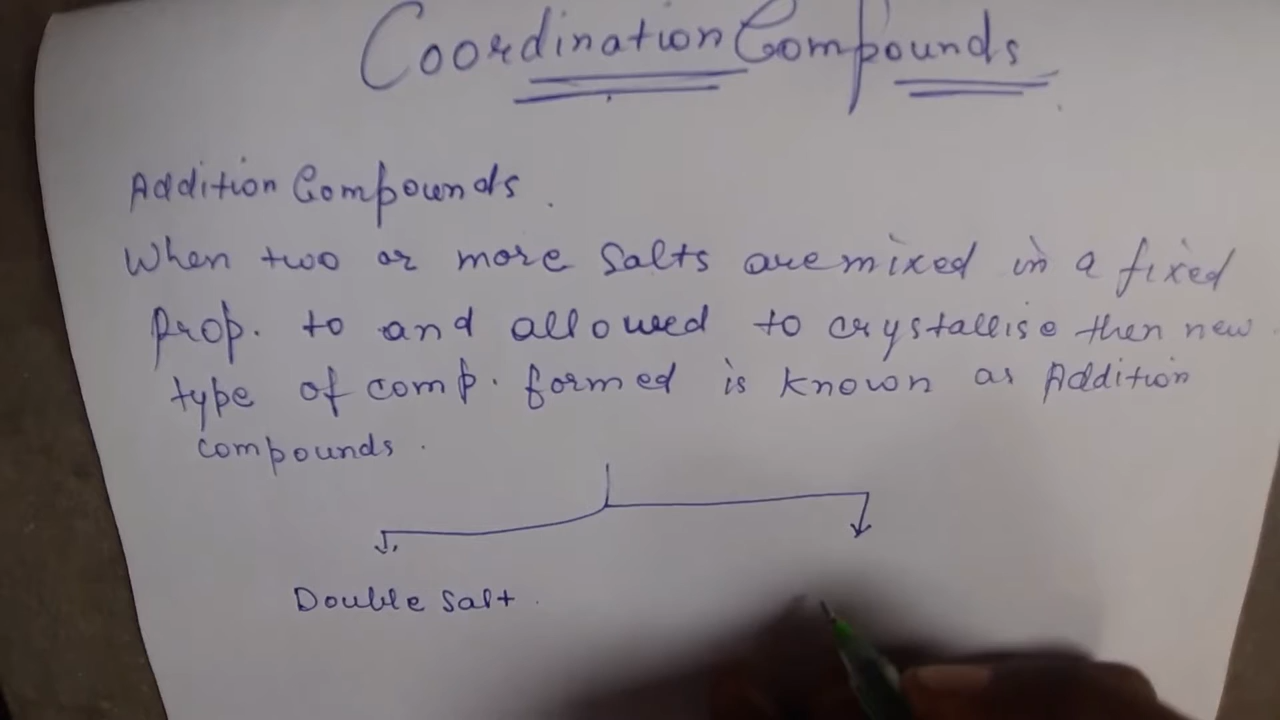 Coordination Compounds
Addition Compounds.
When two or more salts are mixed in a fixed
prop. to and allowed to crystallise then new
type of comp. formed is known as Addition
compounds.
Double salt.